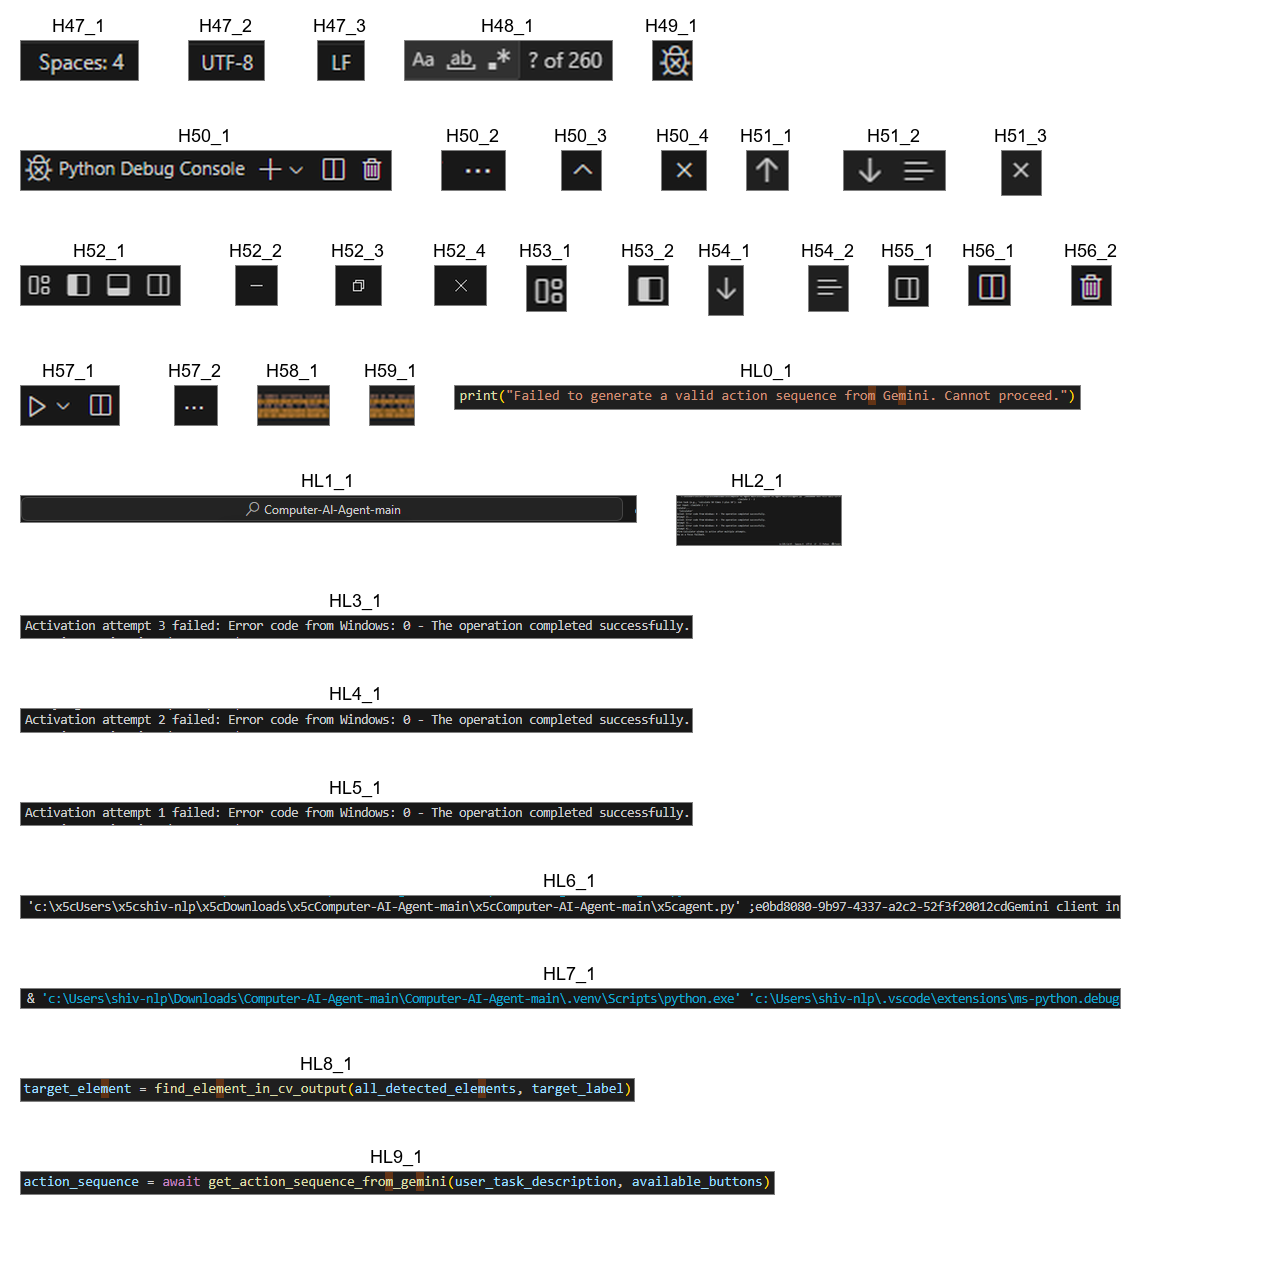 H47_1 H47_2 H47_3 H48_1 H49_1
Spaces: 4 UTF-8 LF Aa ab .* ? of 260
H50_1 H50_2 H50_3 H50_4 H51_1 H51_2 H51_3
Python Debug Console ...
H52_1 H52_2 H52_3 H52_4 H53_1 H53_2 H54_1 H54_2 H55_1 H56_1 H56_2
H57_1 H57_2 H58_1 H59_1 HL0_1
... print("Failed to generate a valid action sequence from Gemini. Cannot proceed.")
HL1_1 HL2_1
Computer-AI-Agent-main
HL3_1
Activation attempt 3 failed: Error code from Windows: 0 - The operation completed successfully.
HL4_1
Activation attempt 2 failed: Error code from Windows: 0 - The operation completed successfully.
HL5_1
Activation attempt 1 failed: Error code from Windows: 0 - The operation completed successfully.
HL6_1
'c:\x5cUsers\x5cshiv-nlp\x5cDownloads\x5cComputer-AI-Agent-main\x5cComputer-AI-Agent-main\x5cagent.py' ;e0bd8080-9b97-4337-a2c2-52f3f20012cdGemini client in
HL7_1
& 'c:\Users\shiv-nlp\Downloads\Computer-AI-Agent-main\Computer-AI-Agent-main\.venv\Scripts\python.exe' 'c:\Users\shiv-nlp\.vscode\extensions\ms-python.debug
HL8_1
target_element = find_element_in_cv_output(all_detected_elements, target_label)
HL9_1
action_sequence = await get_action_sequence_from_gemini(user_task_description, available_buttons)